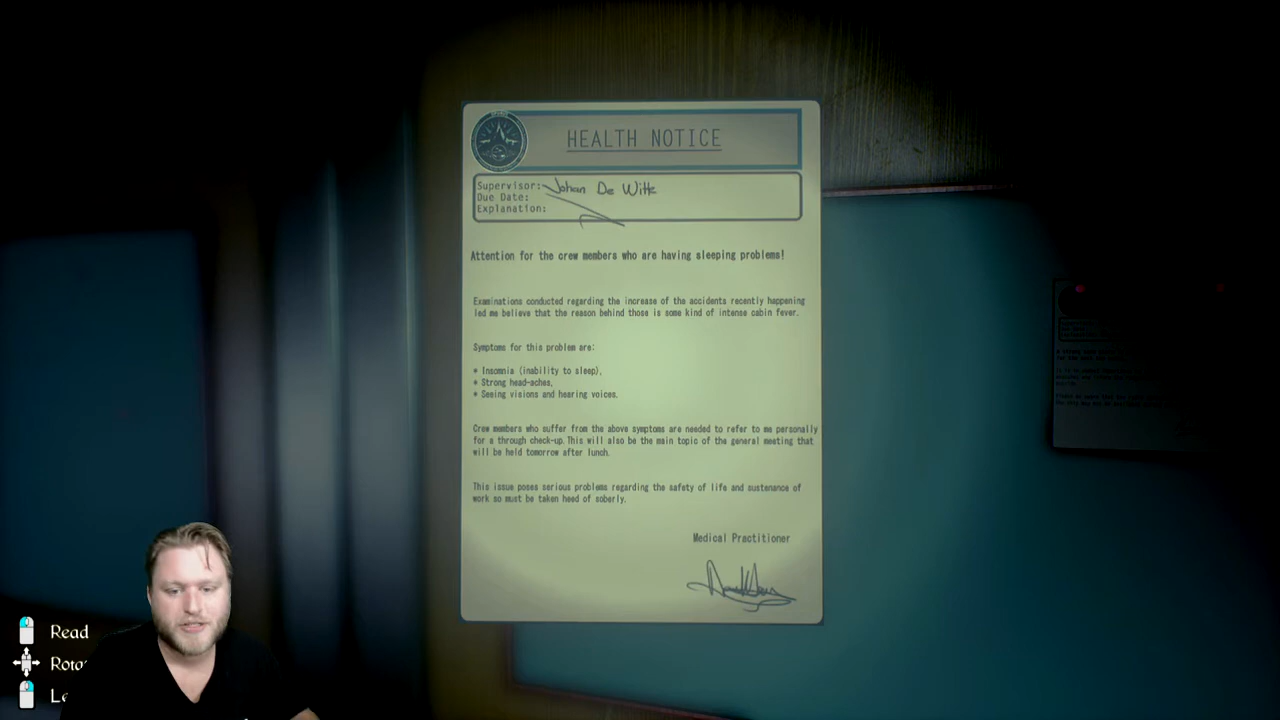 HEALTH NOTICE
Supervisor: Johan De Witte
Due Date:
Explanation:
Attention for the crew members who are having sleeping problems!
Examinations conducted regarding the increase of the accidents recently happening
led me believe that the reason behind those is some kind of intense cabin fever.
Symptoms for this problem are:
* Insomnia (inability to sleep),
* Strong head-aches,
* Seeing visions and hearing voices.
Crew members who suffer from the above symptoms are needed to refer to me personally
for a through check-up. This will also be the main topic of the general meeting that
will be held tomorrow after lunch.
This issue poses serious problems regarding the safety of life and sustenance of
work so must be taken heed of soberly.
Medical Practitioner
Read